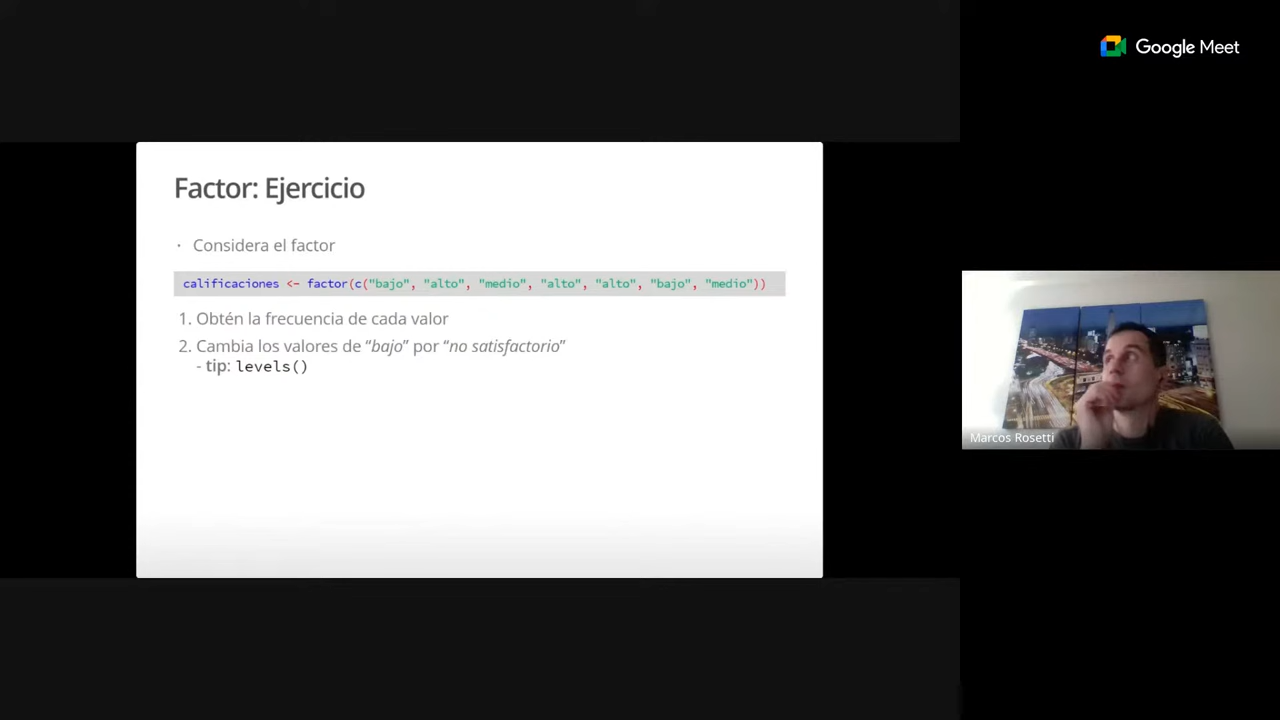 Google Meet
Factor: Ejercicio
· Considera el factor
calificaciones <- factor(c("bajo", "alto", "medio", "alto", "alto", "bajo", "medio"))
1. Obtén la frecuencia de cada valor
2. Cambia los valores de “bajo” por “no satisfactorio”
- tip: levels()
Marcos Rosetti